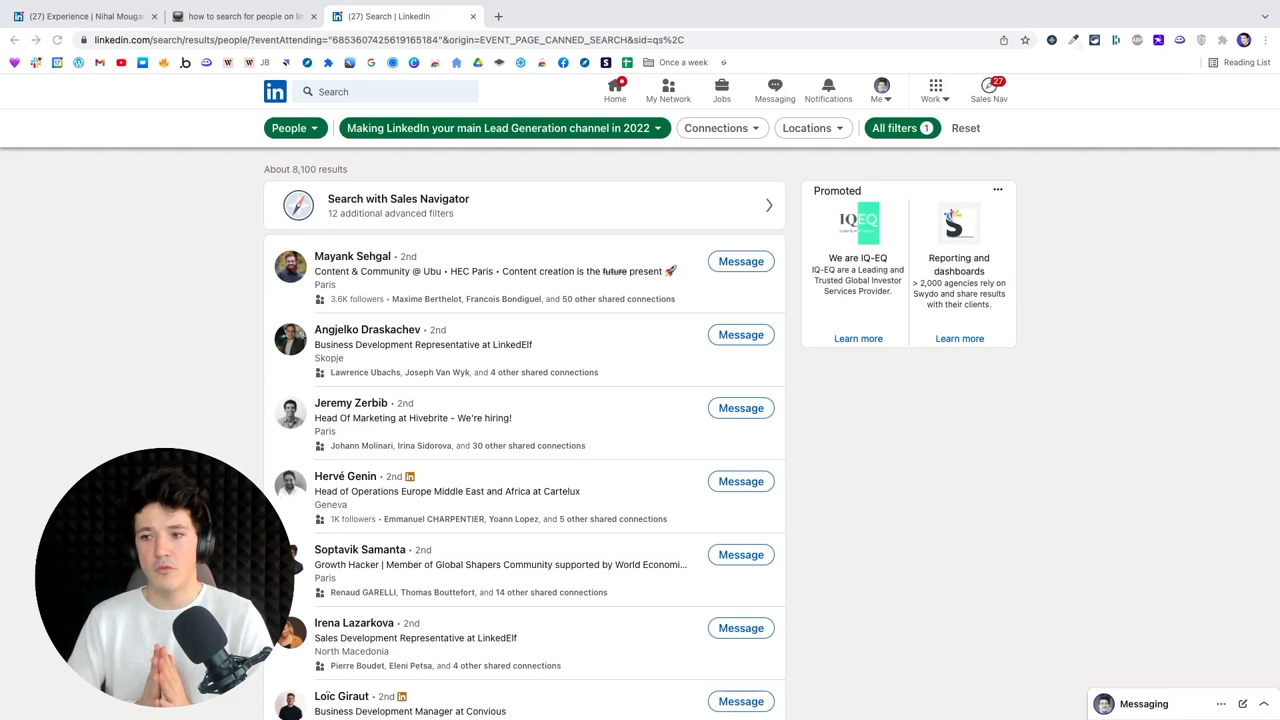 (27) Experience | Nihal Mougan
how to search for people on lin
(27) Search | LinkedIn
linkedin.com/search/results/people/?eventAttending="6853607425619165184"&origin=EVENT_PAGE_CANNED_SEARCH&sid=qs%2C
JB
Once a week
Reading List
Search
Home
My Network
Jobs
Messaging
Notifications
Me
Work
27
Sales Nav
People
Making LinkedIn your main Lead Generation channel in 2022
Connections
Locations
All filters 1
Reset
About 8,100 results
Search with Sales Navigator
12 additional advanced filters
Mayank Sehgal • 2nd
Content & Community @ Ubu • HEC Paris • Content creation is the future present 🚀
Paris
3.6K followers • Maxime Berthelot, Francois Bondiguel, and 50 other shared connections
Message
Angjelko Draskachev • 2nd
Business Development Representative at LinkedElf
Skopje
Lawrence Ubachs, Joseph Van Wyk, and 4 other shared connections
Message
Jeremy Zerbib • 2nd
Head Of Marketing at Hivebrite - We're hiring!
Paris
Johann Molinari, Irina Sidorova, and 30 other shared connections
Message
Hervé Genin • 2nd in
Head of Operations Europe Middle East and Africa at Cartelux
Geneva
1K followers • Emmanuel CHARPENTIER, Yoann Lopez, and 5 other shared connections
Message
Soptavik Samanta • 2nd
Growth Hacker | Member of Global Shapers Community supported by World Economi...
Paris
Renaud GARELLI, Thomas Bouttefort, and 14 other shared connections
Message
Irena Lazarkova • 2nd
Sales Development Representative at LinkedElf
North Macedonia
Pierre Boudet, Eleni Petsa, and 4 other shared connections
Message
Loïc Giraut • 2nd in
Business Development Manager at Convious
Message
Promoted
IQEQ
We are IQ-EQ
IQ-EQ are a Leading and
Trusted Global Investor
Services Provider.
Learn more
S
Reporting and
dashboards
> 2,000 agencies rely on
Swydo and share results
with their clients.
Learn more
Messaging